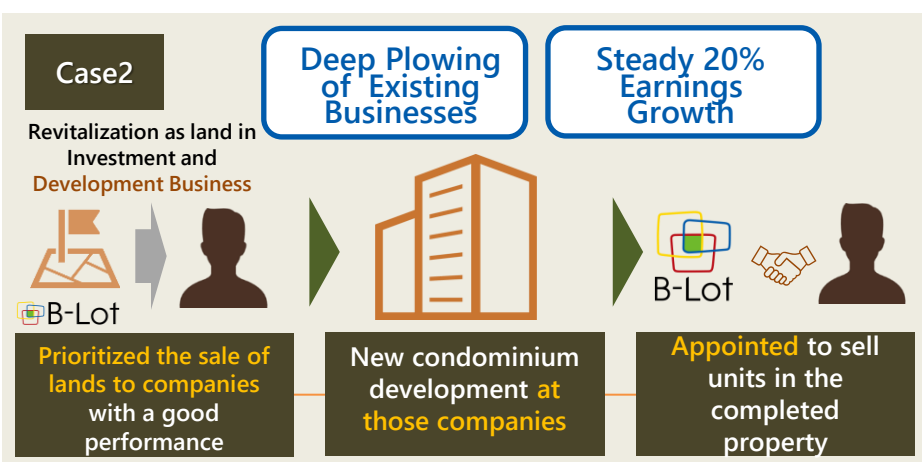 Case2
Deep Plowing
of Existing
Businesses
Steady 20%
Earnings
Growth
Revitalization as land in
Investment and
Development Business
B-Lot
B-Lot
Prioritized the sale of
lands to companies
with a good
performance
New condominium
development at
those companies
Appointed to sell
units in the
completed
property